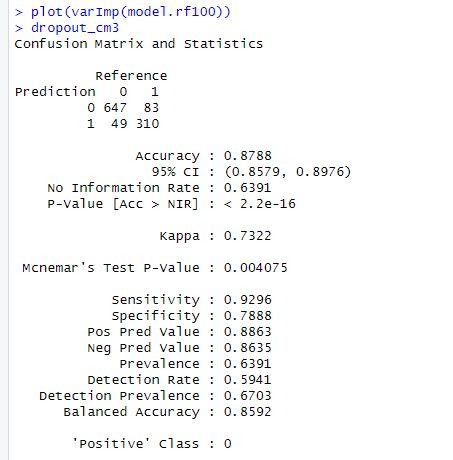 > plot(varImp(model.rf100))
> dropout_cm3
Confusion Matrix and Statistics
Reference
Prediction   0   1
0 647  83
1  49 310
Accuracy : 0.8788
95% CI : (0.8579, 0.8976)
No Information Rate : 0.6391
P-Value [Acc > NIR] : < 2.2e-16
Kappa : 0.7322
Mcnemar's Test P-Value : 0.004075
Sensitivity : 0.9296
Specificity : 0.7888
Pos Pred Value : 0.8863
Neg Pred Value : 0.8635
Prevalence : 0.6391
Detection Rate : 0.5941
Detection Prevalence : 0.6703
Balanced Accuracy : 0.8592
'Positive' Class : 0